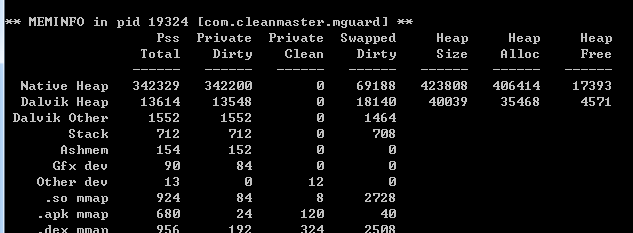 ** MEMINFO in pid 19324 [com.cleanmaster.mguard] **
Pss Private Private Swapped Heap Heap Heap
Total Dirty Clean Dirty Size Alloc Free
------ ------ ------ ------ ------ ------ ------
Native Heap 342329 342200 0 69188 423808 406414 17393
Dalvik Heap 13614 13548 0 18140 40039 35468 4571
Dalvik Other 1552 1552 0 1464
Stack 712 712 0 708
Ashmem 154 152 0 0
Gfx dev 90 84 0 0
Other dev 13 0 12 0
.so mmap 924 84 8 2728
.apk mmap 680 24 120 40
.dex mmap 956 192 324 2508